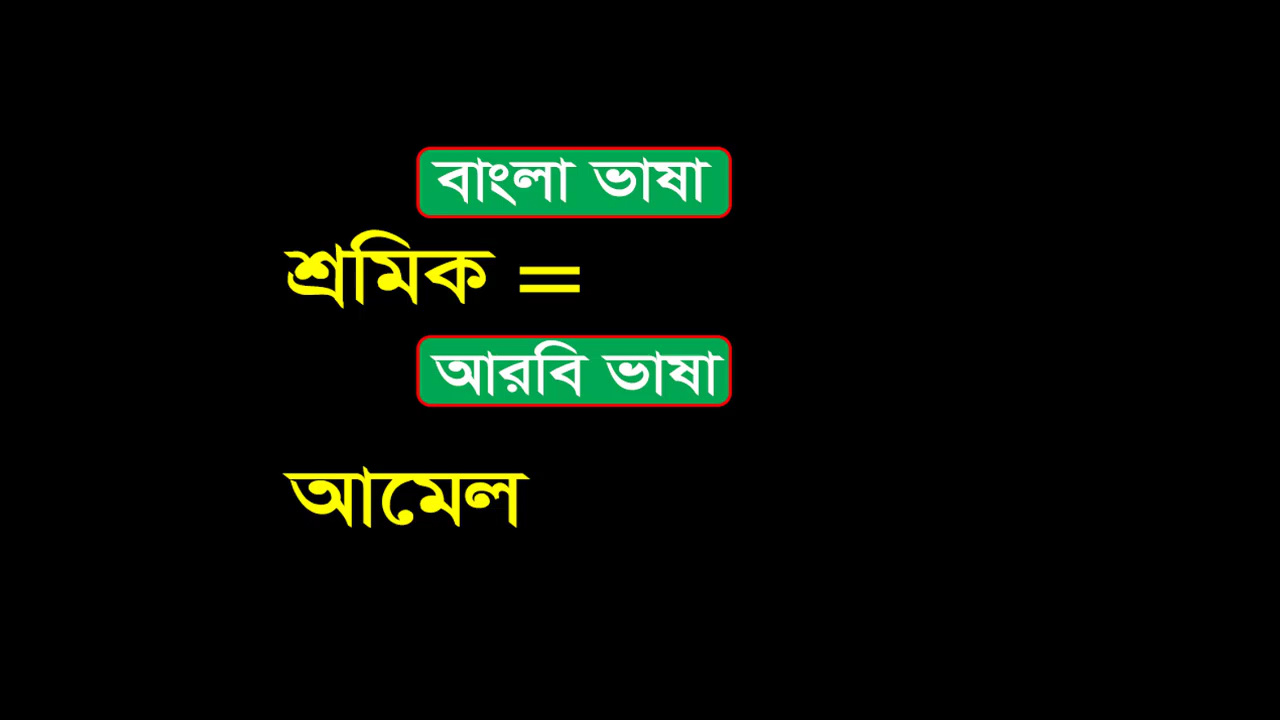 বাংলা ভাষা
শ্রমিক =
আরবি ভাষা
আমেল